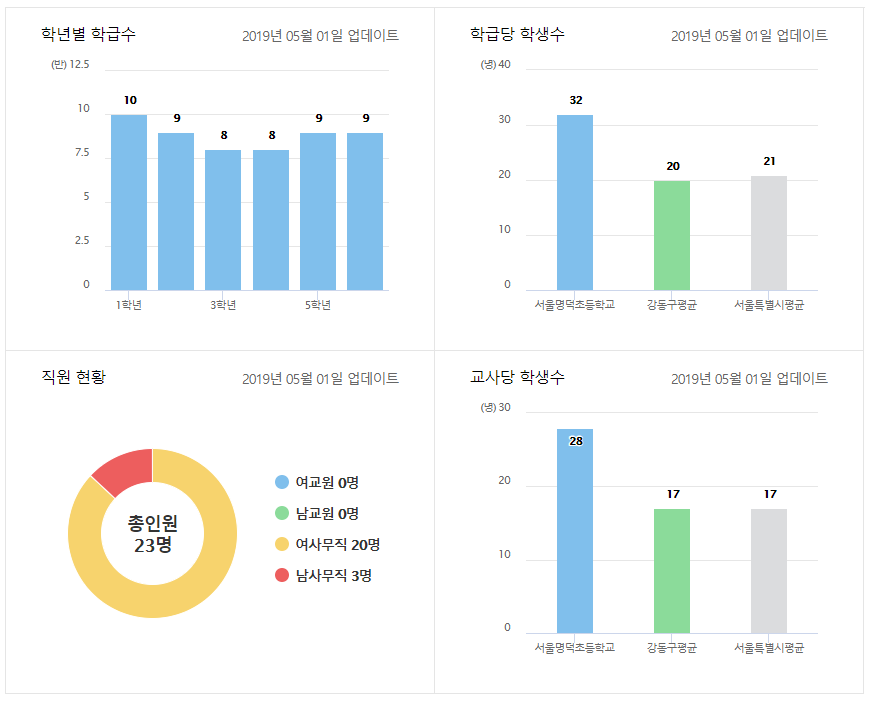 학년별 학급수
2019년 05월 01일 업데이트
(반) 12.5
10
7.5
5
2.5
0
10
9
8
8
9
9
1학년
3학년
5학년
학급당 학생수
2019년 05월 01일 업데이트
(명) 40
30
20
10
0
32
20
21
서울명덕초등학교
강동구평균
서울특별시평균
직원 현황
2019년 05월 01일 업데이트
총인원
23명
여교원 0명
남교원 0명
여사무직 20명
남사무직 3명
교사당 학생수
2019년 05월 01일 업데이트
(명) 30
20
10
0
28
17
17
서울명덕초등학교
강동구평균
서울특별시평균